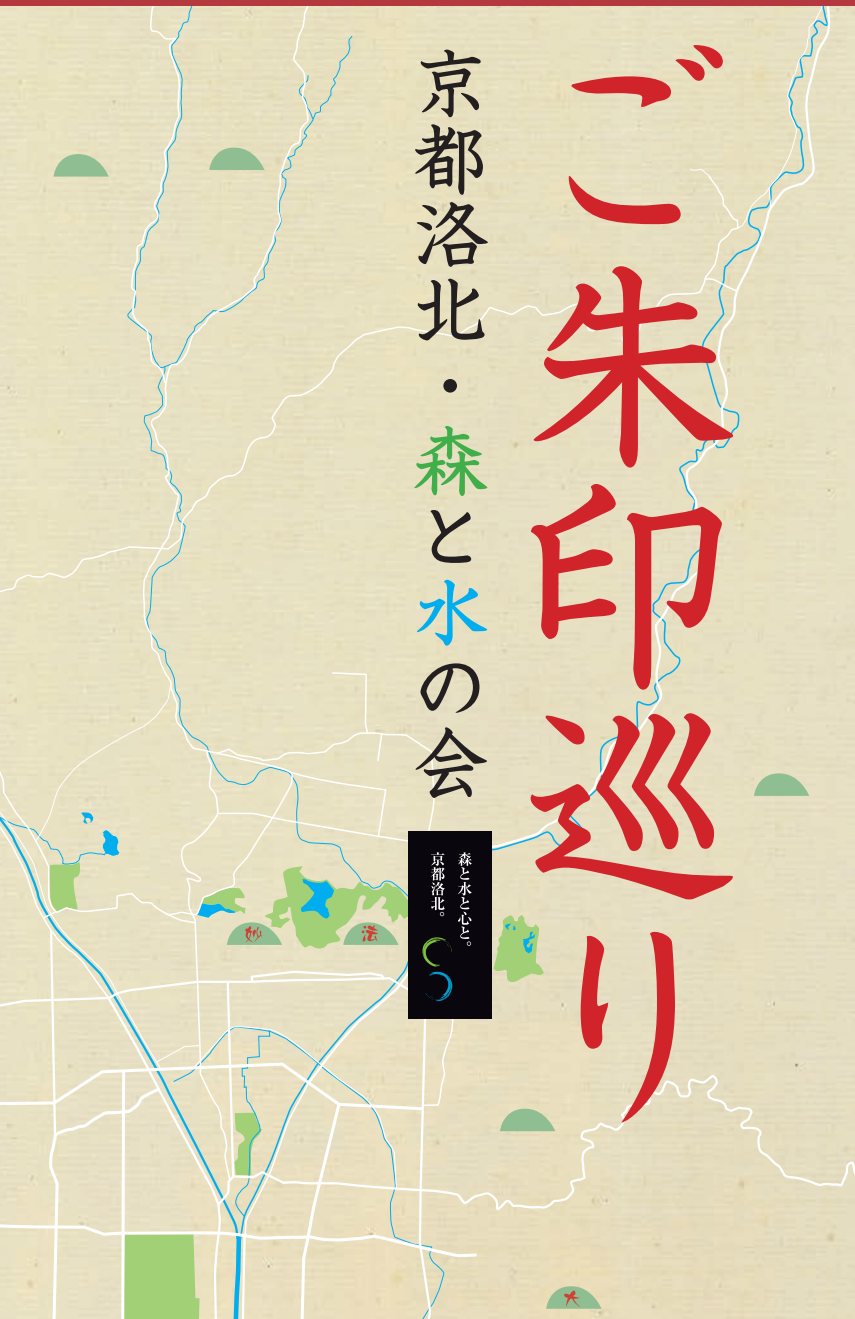 ご朱印巡り
京都洛北・森と水の会
森と水と心と。
京都洛北。
妙
法
大